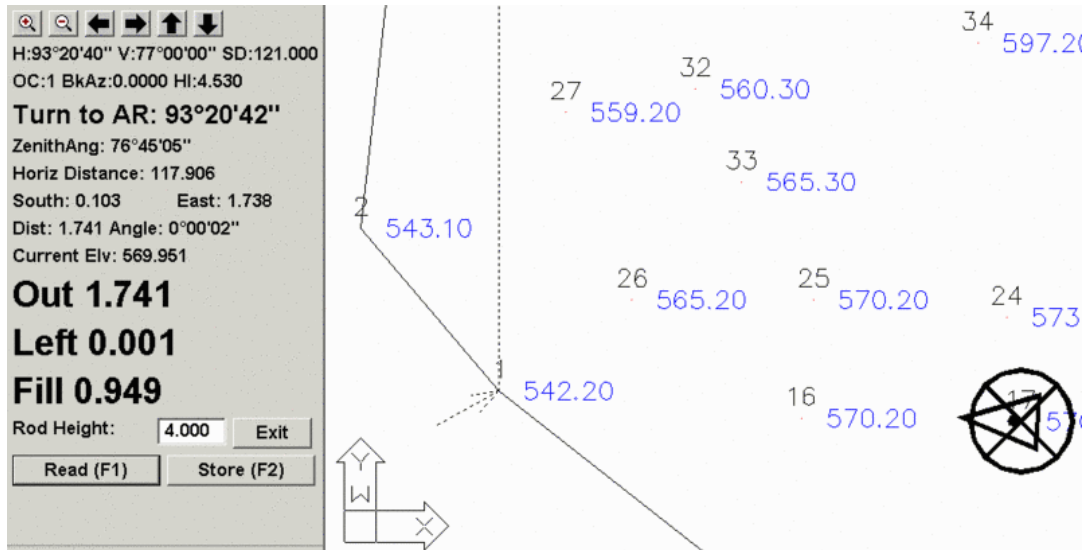 H:93°20'40" V:77°00'00" SD:121.000
OC:1 BkAz:0.0000 HI:4.530
Turn to AR: 93°20'42"
ZenithAng: 76°45'05"
Horiz Distance: 117.906
South: 0.103 East: 1.738
Dist: 1.741 Angle: 0°00'02"
Current Elv: 569.951
Out 1.741
Left 0.001
Fill 0.949
Rod Height: 4.000 Exit
Read (F1) Store (F2)
34
597.20
32
560.30
27
559.20
33
565.30
2
543.10
26
565.20
25
570.20
24
573
1
542.20
16
570.20
17
Y
W
X